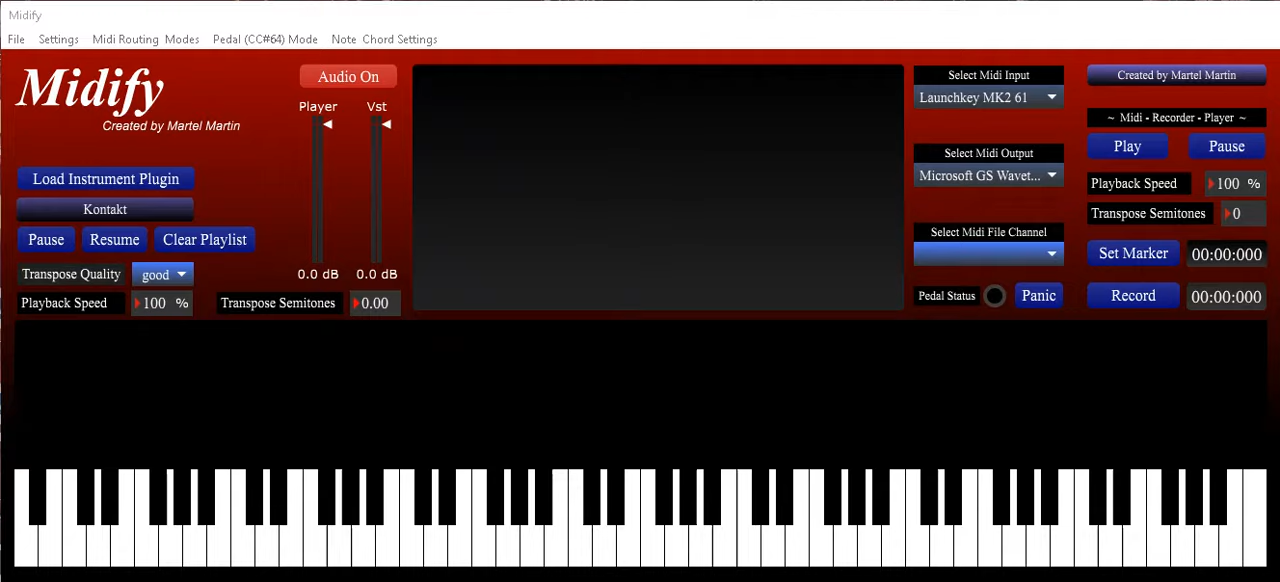 Midify
File Settings Midi Routing Modes Pedal (CC#64) Mode Note Chord Settings
Midify
Created by Martel Martin
Load Instrument Plugin
Kontakt
Pause Resume Clear Playlist
Transpose Quality good
Playback Speed 100 % Transpose Semitones 0.00
Audio On
Player Vst
0.0 dB 0.0 dB
Select Midi Input
Launchkey MK2 61
Select Midi Output
Microsoft GS Wavet...
Select Midi File Channel
Pedal Status Panic
Created by Martel Martin
~ Midi - Recorder - Player ~
Play Pause
Playback Speed 100 %
Transpose Semitones 0
Set Marker 00:00:000
Record 00:00:000